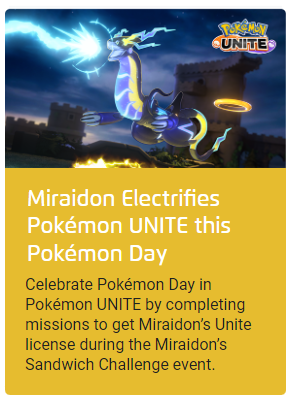 Pokémon
UNITE
Miraidon Electrifies
Pokémon UNITE this
Pokémon Day
Celebrate Pokémon Day in
Pokémon UNITE by completing
missions to get Miraidon's Unite
license during the Miraidon's
Sandwich Challenge event.